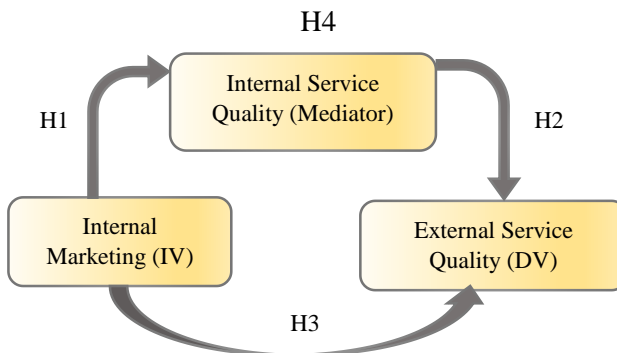 H4
Internal Service
Quality (Mediator)
H1
H2
Internal
Marketing (IV)
External Service
Quality (DV)
H3